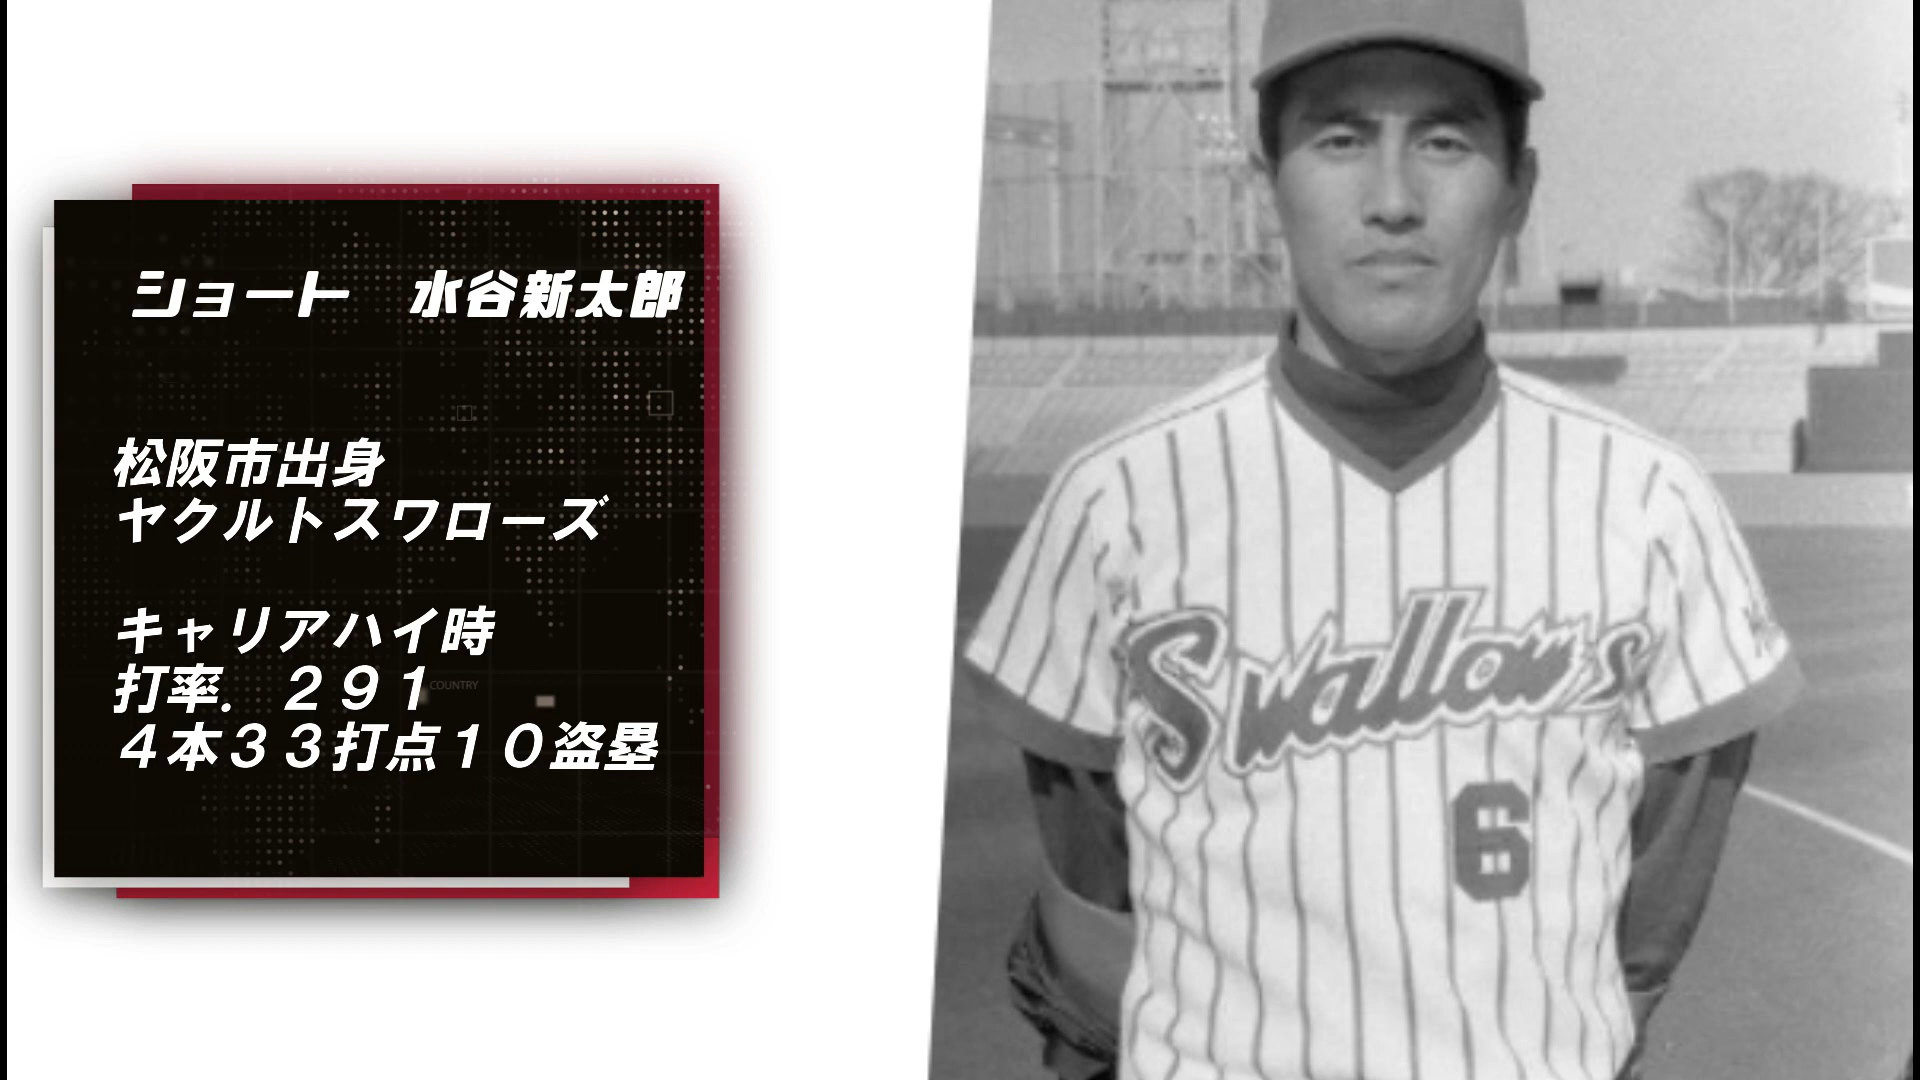 ショート　水谷新太郎
松阪市出身
ヤクルトスワローズ
キャリアハイ時
打率．２９１
COUNTRY
４本３３打点１０盗塁
Swallows
6